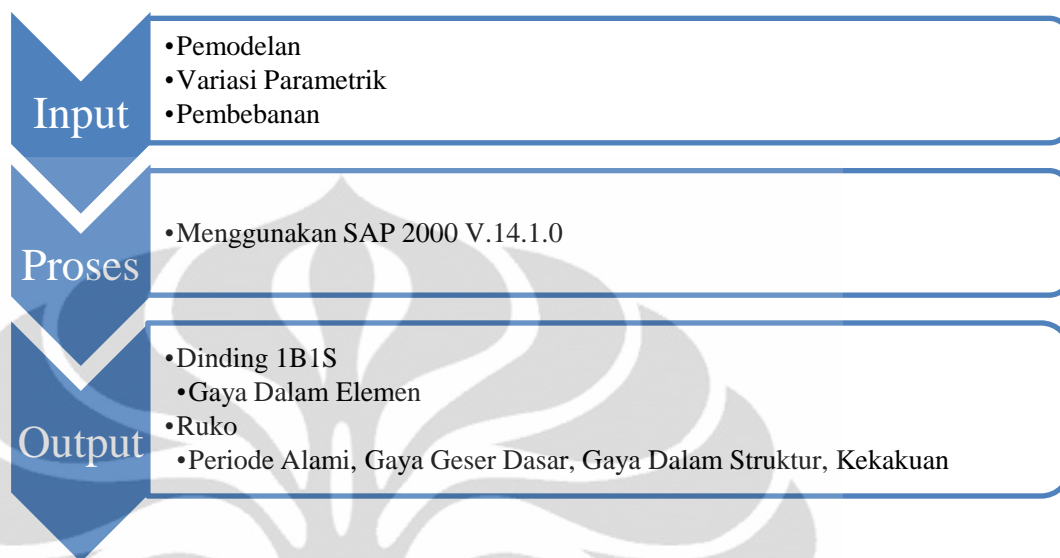 Input
•Pemodelan
•Variasi Parametrik
•Pembebanan
Proses
•Menggunakan SAP 2000 V.14.1.0
Output
•Dinding 1B1S
•Gaya Dalam Elemen
•Ruko
•Periode Alami, Gaya Geser Dasar, Gaya Dalam Struktur, Kekakuan